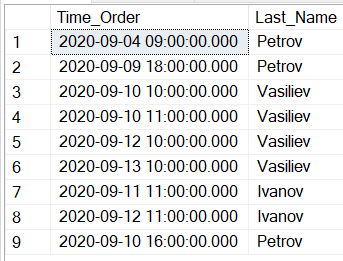 Time_Order Last_Name
1 2020-09-04 09:00:00.000 Petrov
2 2020-09-09 18:00:00.000 Petrov
3 2020-09-10 10:00:00.000 Vasiliev
4 2020-09-11 10:00:00.000 Vasiliev
5 2020-09-12 10:00:00.000 Vasiliev
6 2020-09-13 10:00:00.000 Vasiliev
7 2020-09-11 11:00:00.000 Ivanov
8 2020-09-12 11:00:00.000 Ivanov
9 2020-09-10 16:00:00.000 Petrov